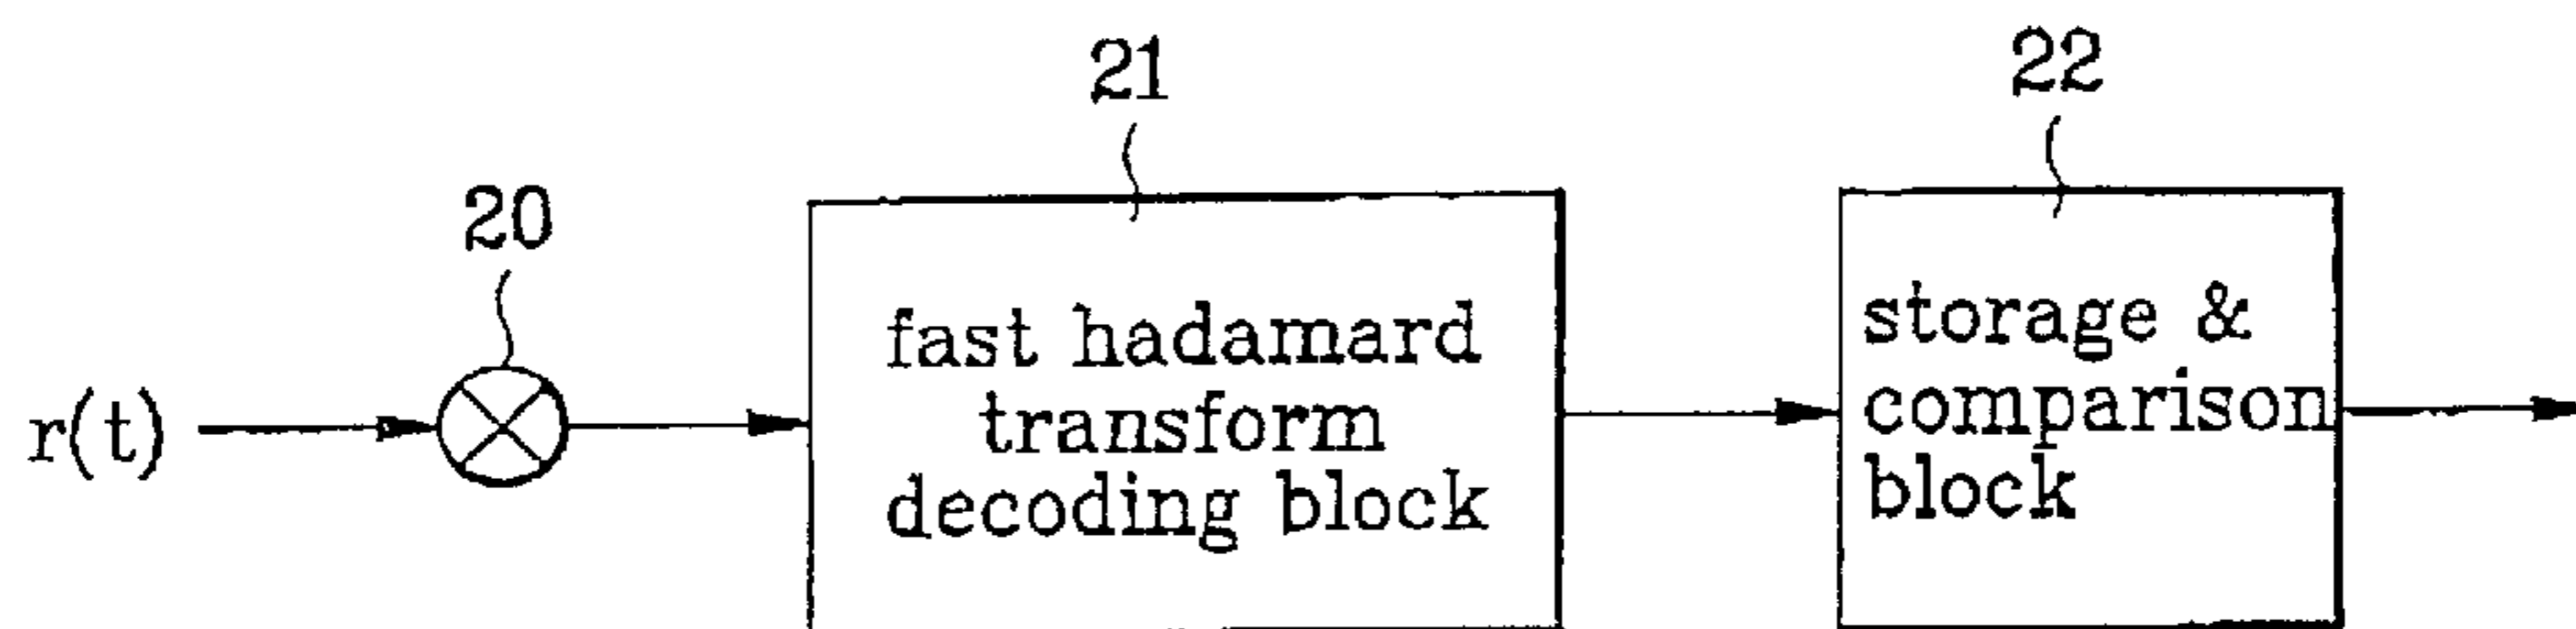 20
21
22
r(t)
fast hadamard
transform
decoding block
storage &
comparison
block